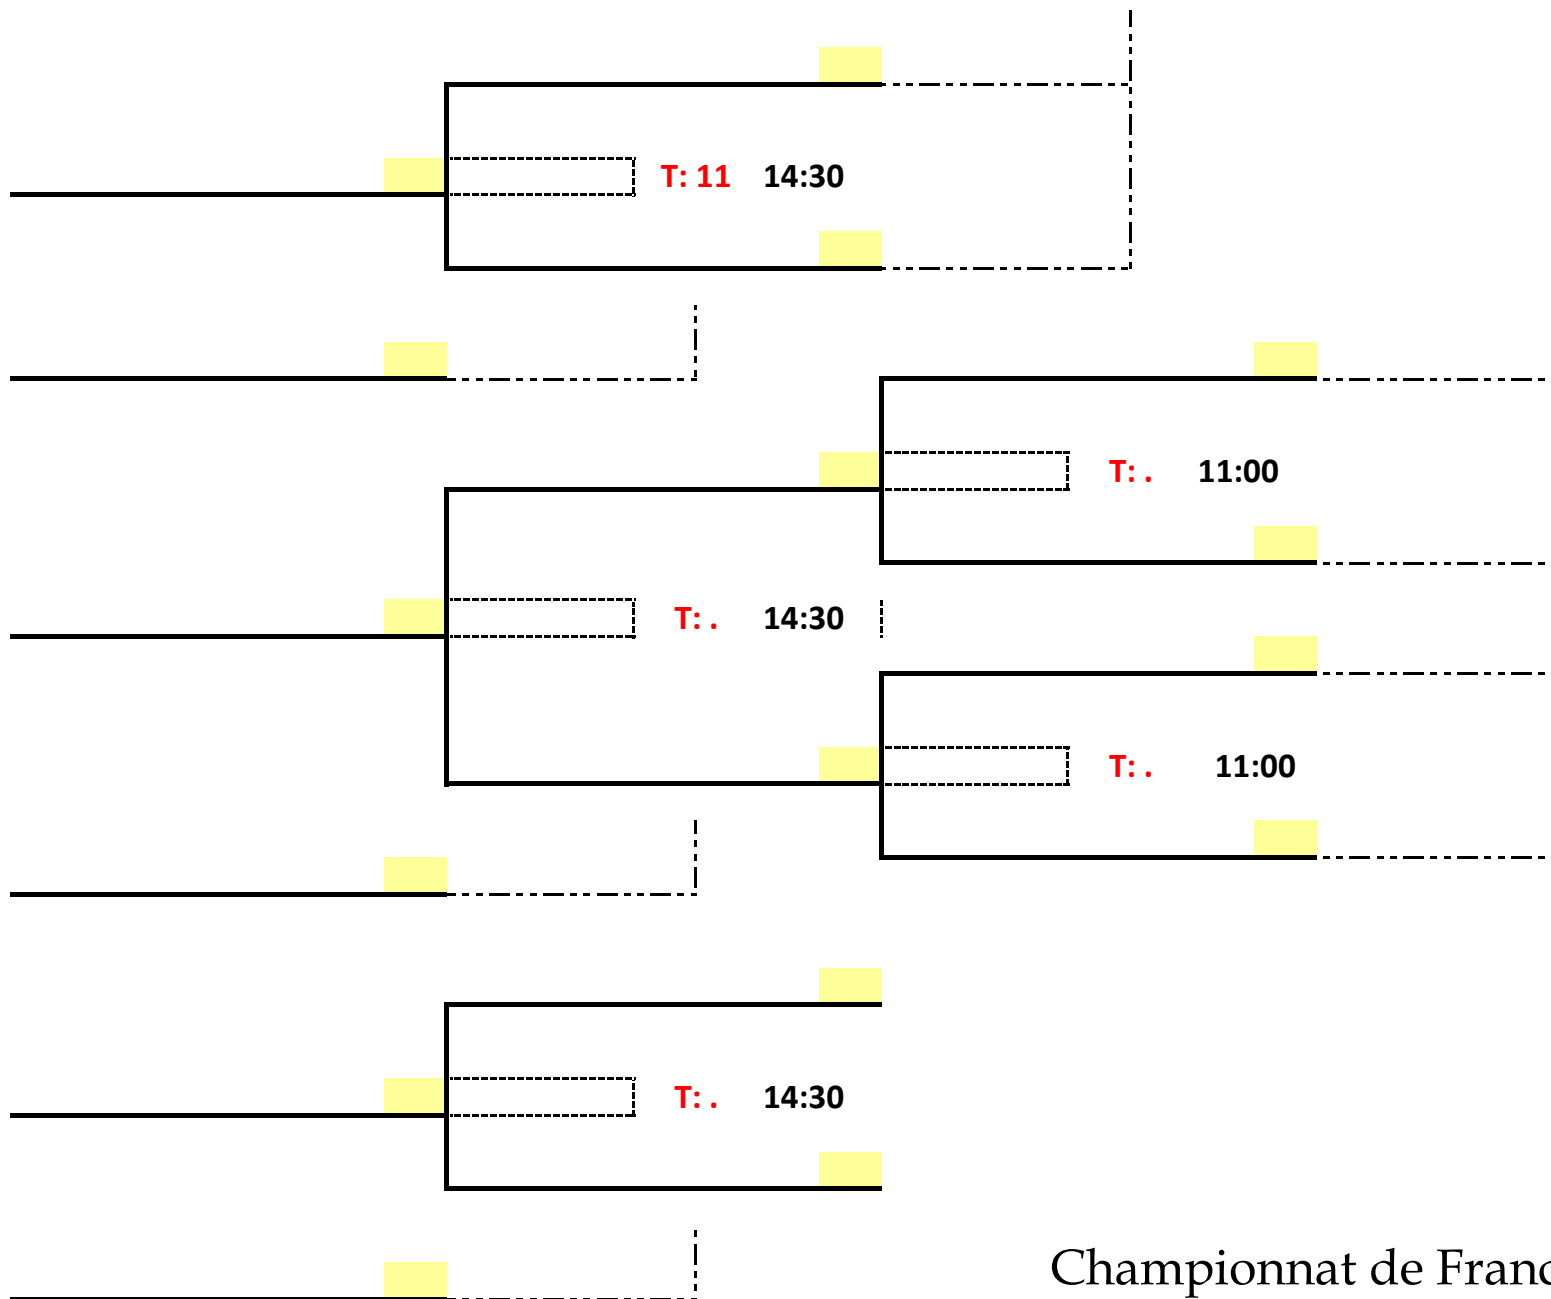 T: 11 14:30
T: . 11:00
T: . 14:30
T: . 11:00
T: . 14:30
Championnat de Franc